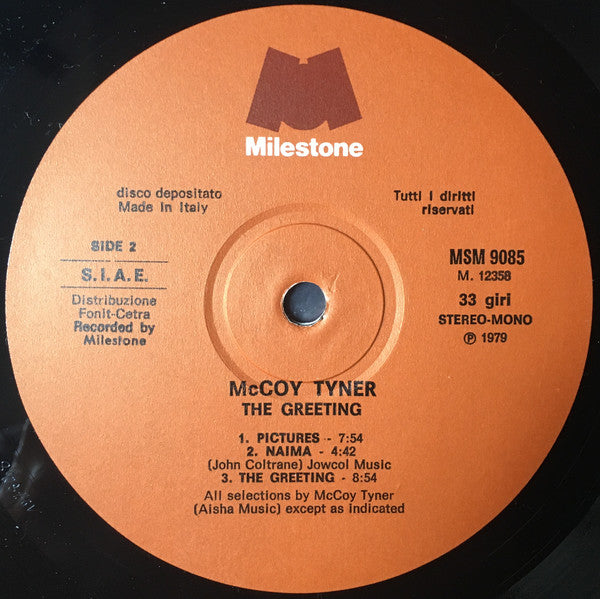 Milestone
disco depositato
Made in Italy
Tutti i diritti
riservati
SIDE 2
S.I.A.E.
Distribuzione
Fonit-Cetra
Recorded by
Milestone
MSM 9085
M. 12358
33 giri
STEREO-MONO
℗ 1979
McCOY TYNER
THE GREETING
1. PICTURES - 7:54
2. NAIMA - 4:42
(John Coltrane) Jowcol Music
3. THE GREETING - 8:54
All selections by McCoy Tyner
(Aisha Music) except as indicated